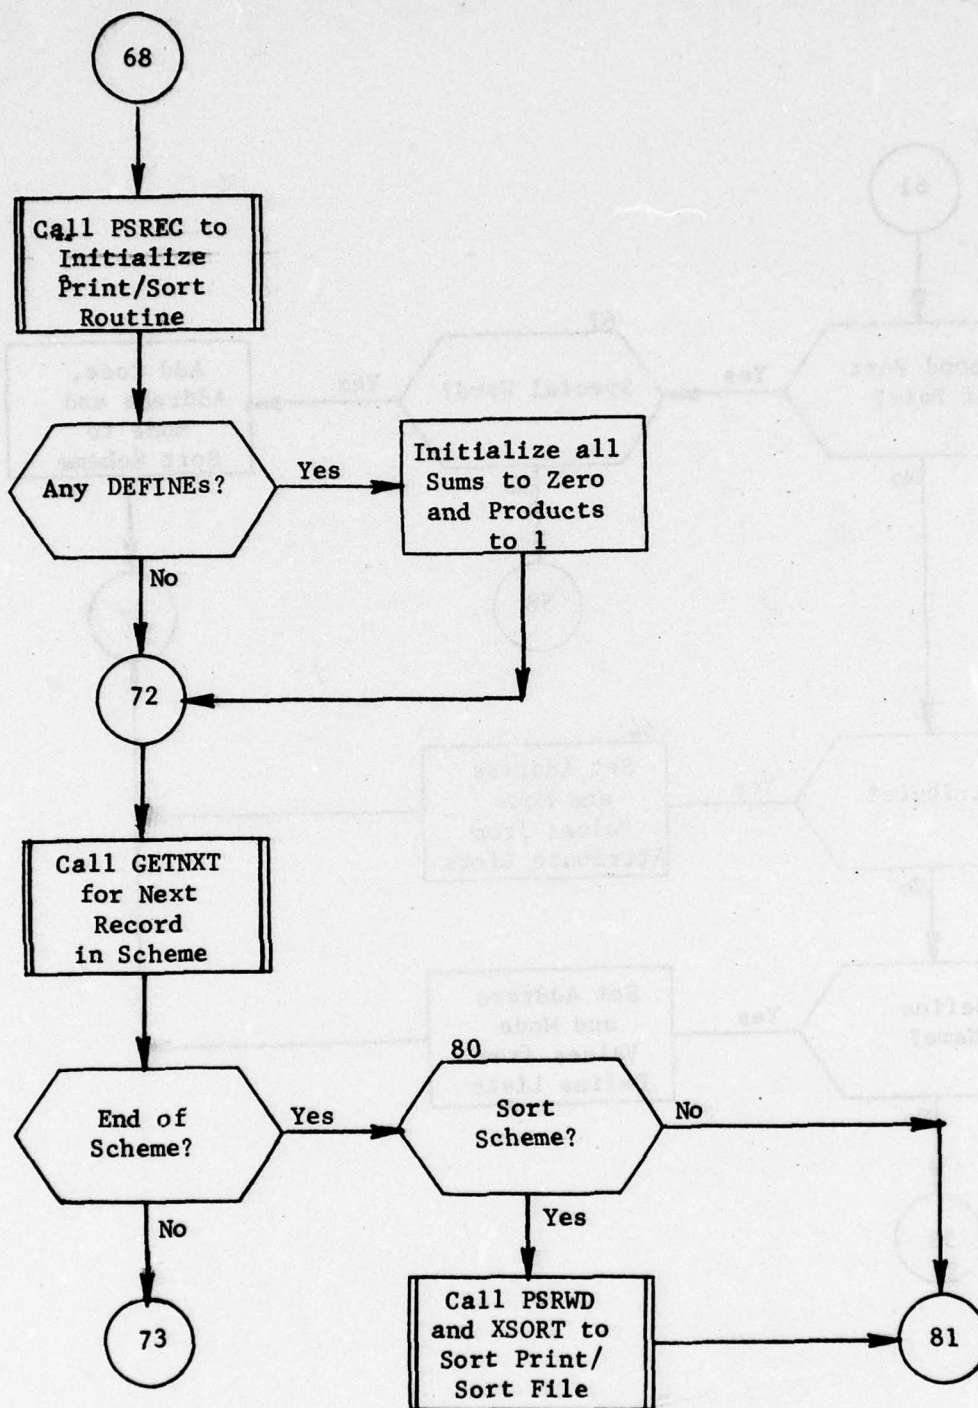 68
Call PSREC to
Initialize
Print/Sort
Routine
Any DEFINEs?
Yes
Initialize all
Sums to Zero
and Products
to 1
No
72
Call GETNXT
for Next
Record
in Scheme
End of
Scheme?
Yes
80
Sort
Scheme?
No
No
Yes
73
Call PSRWD
and XSORT to
Sort Print/
Sort File
81